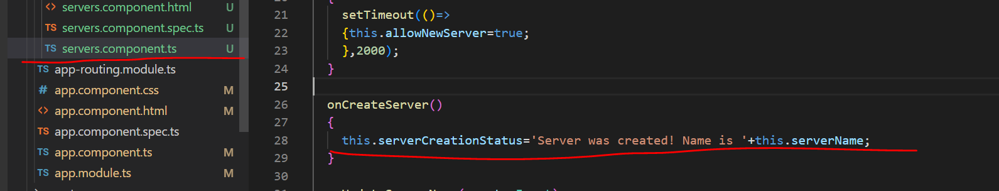 servers.component.html U
TS servers.component.spec.ts U
TS servers.component.ts U
TS app-routing.module.ts
# app.component.css M
<> app.component.html M
TS app.component.spec.ts
TS app.component.ts M
TS app.module.ts M
21 setTimeout(()=>
22 {this.allowNewServer=true;
23 },2000);
24 }
25
26 onCreateServer()
27 {
28 this.serverCreationStatus='Server was created! Name is '+this.serverName;
29 }
30